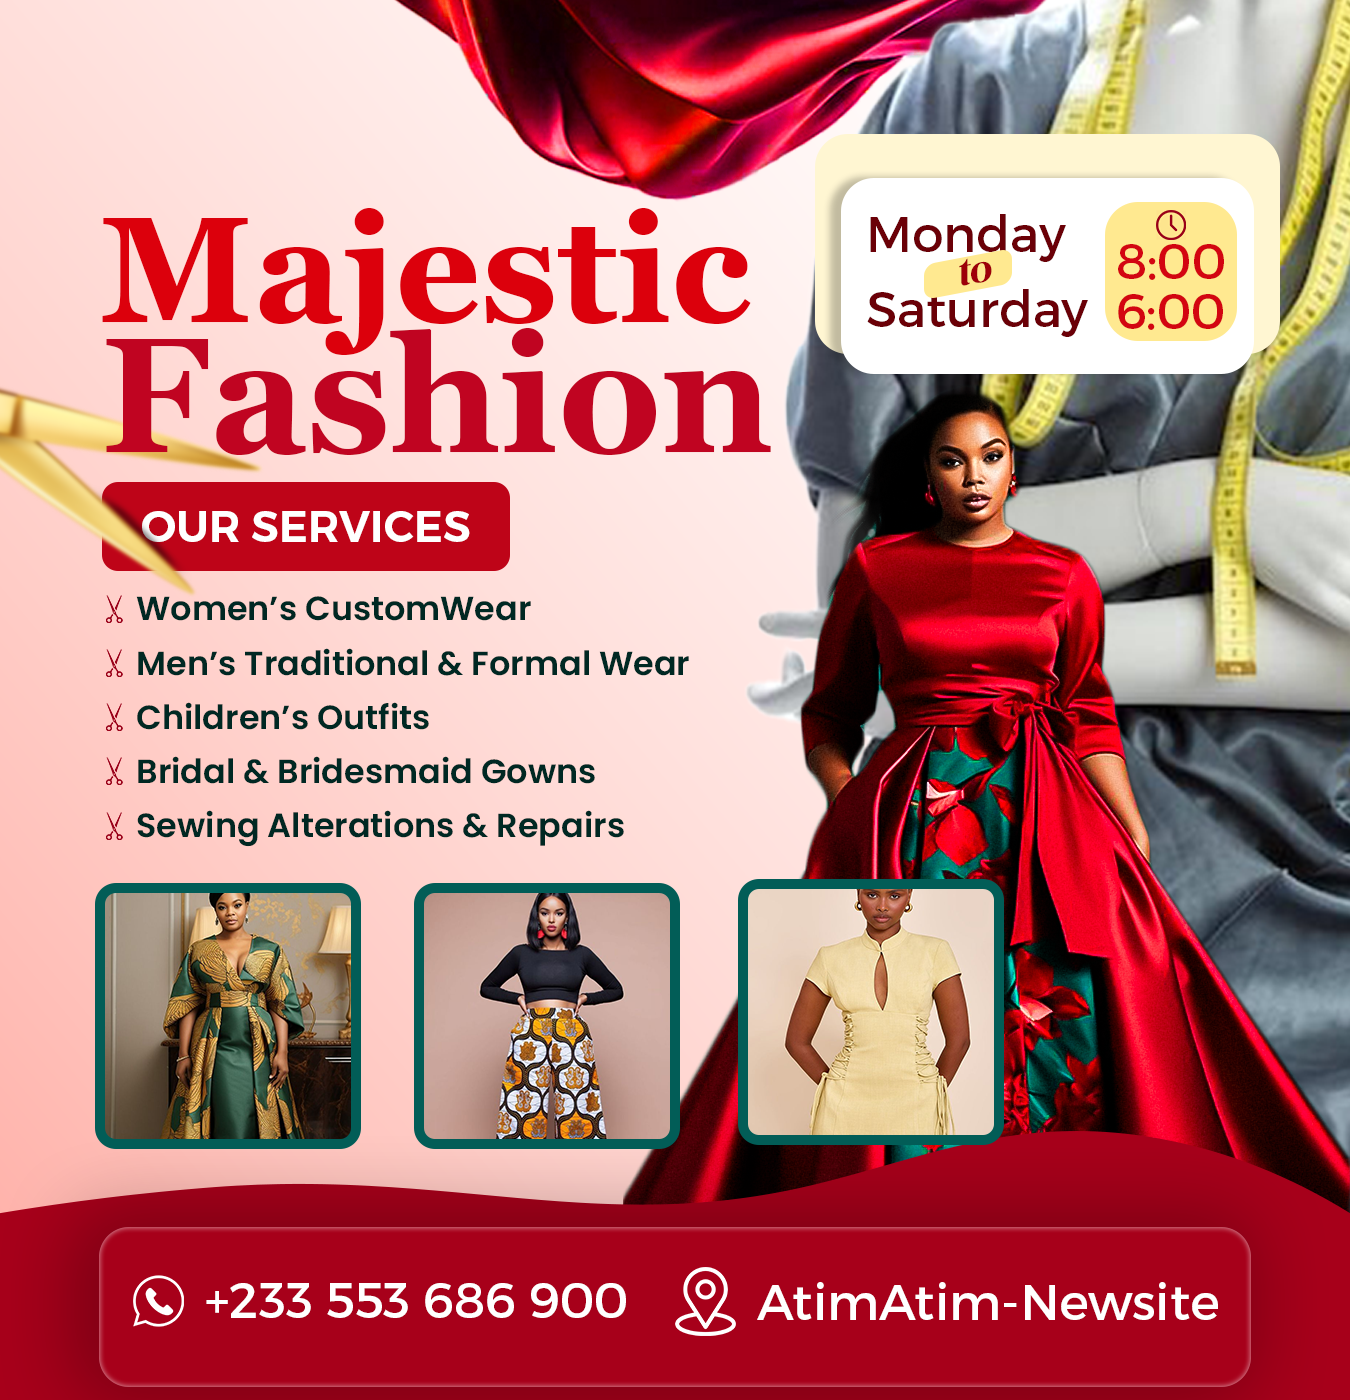 Majestic
Fashion
Monday
to
Saturday
8:00
6:00
OUR SERVICES
Women’s CustomWear
Men’s Traditional & Formal Wear
Children’s Outfits
Bridal & Bridesmaid Gowns
Sewing Alterations & Repairs
+233 553 686 900
AtimAtim-Newsite